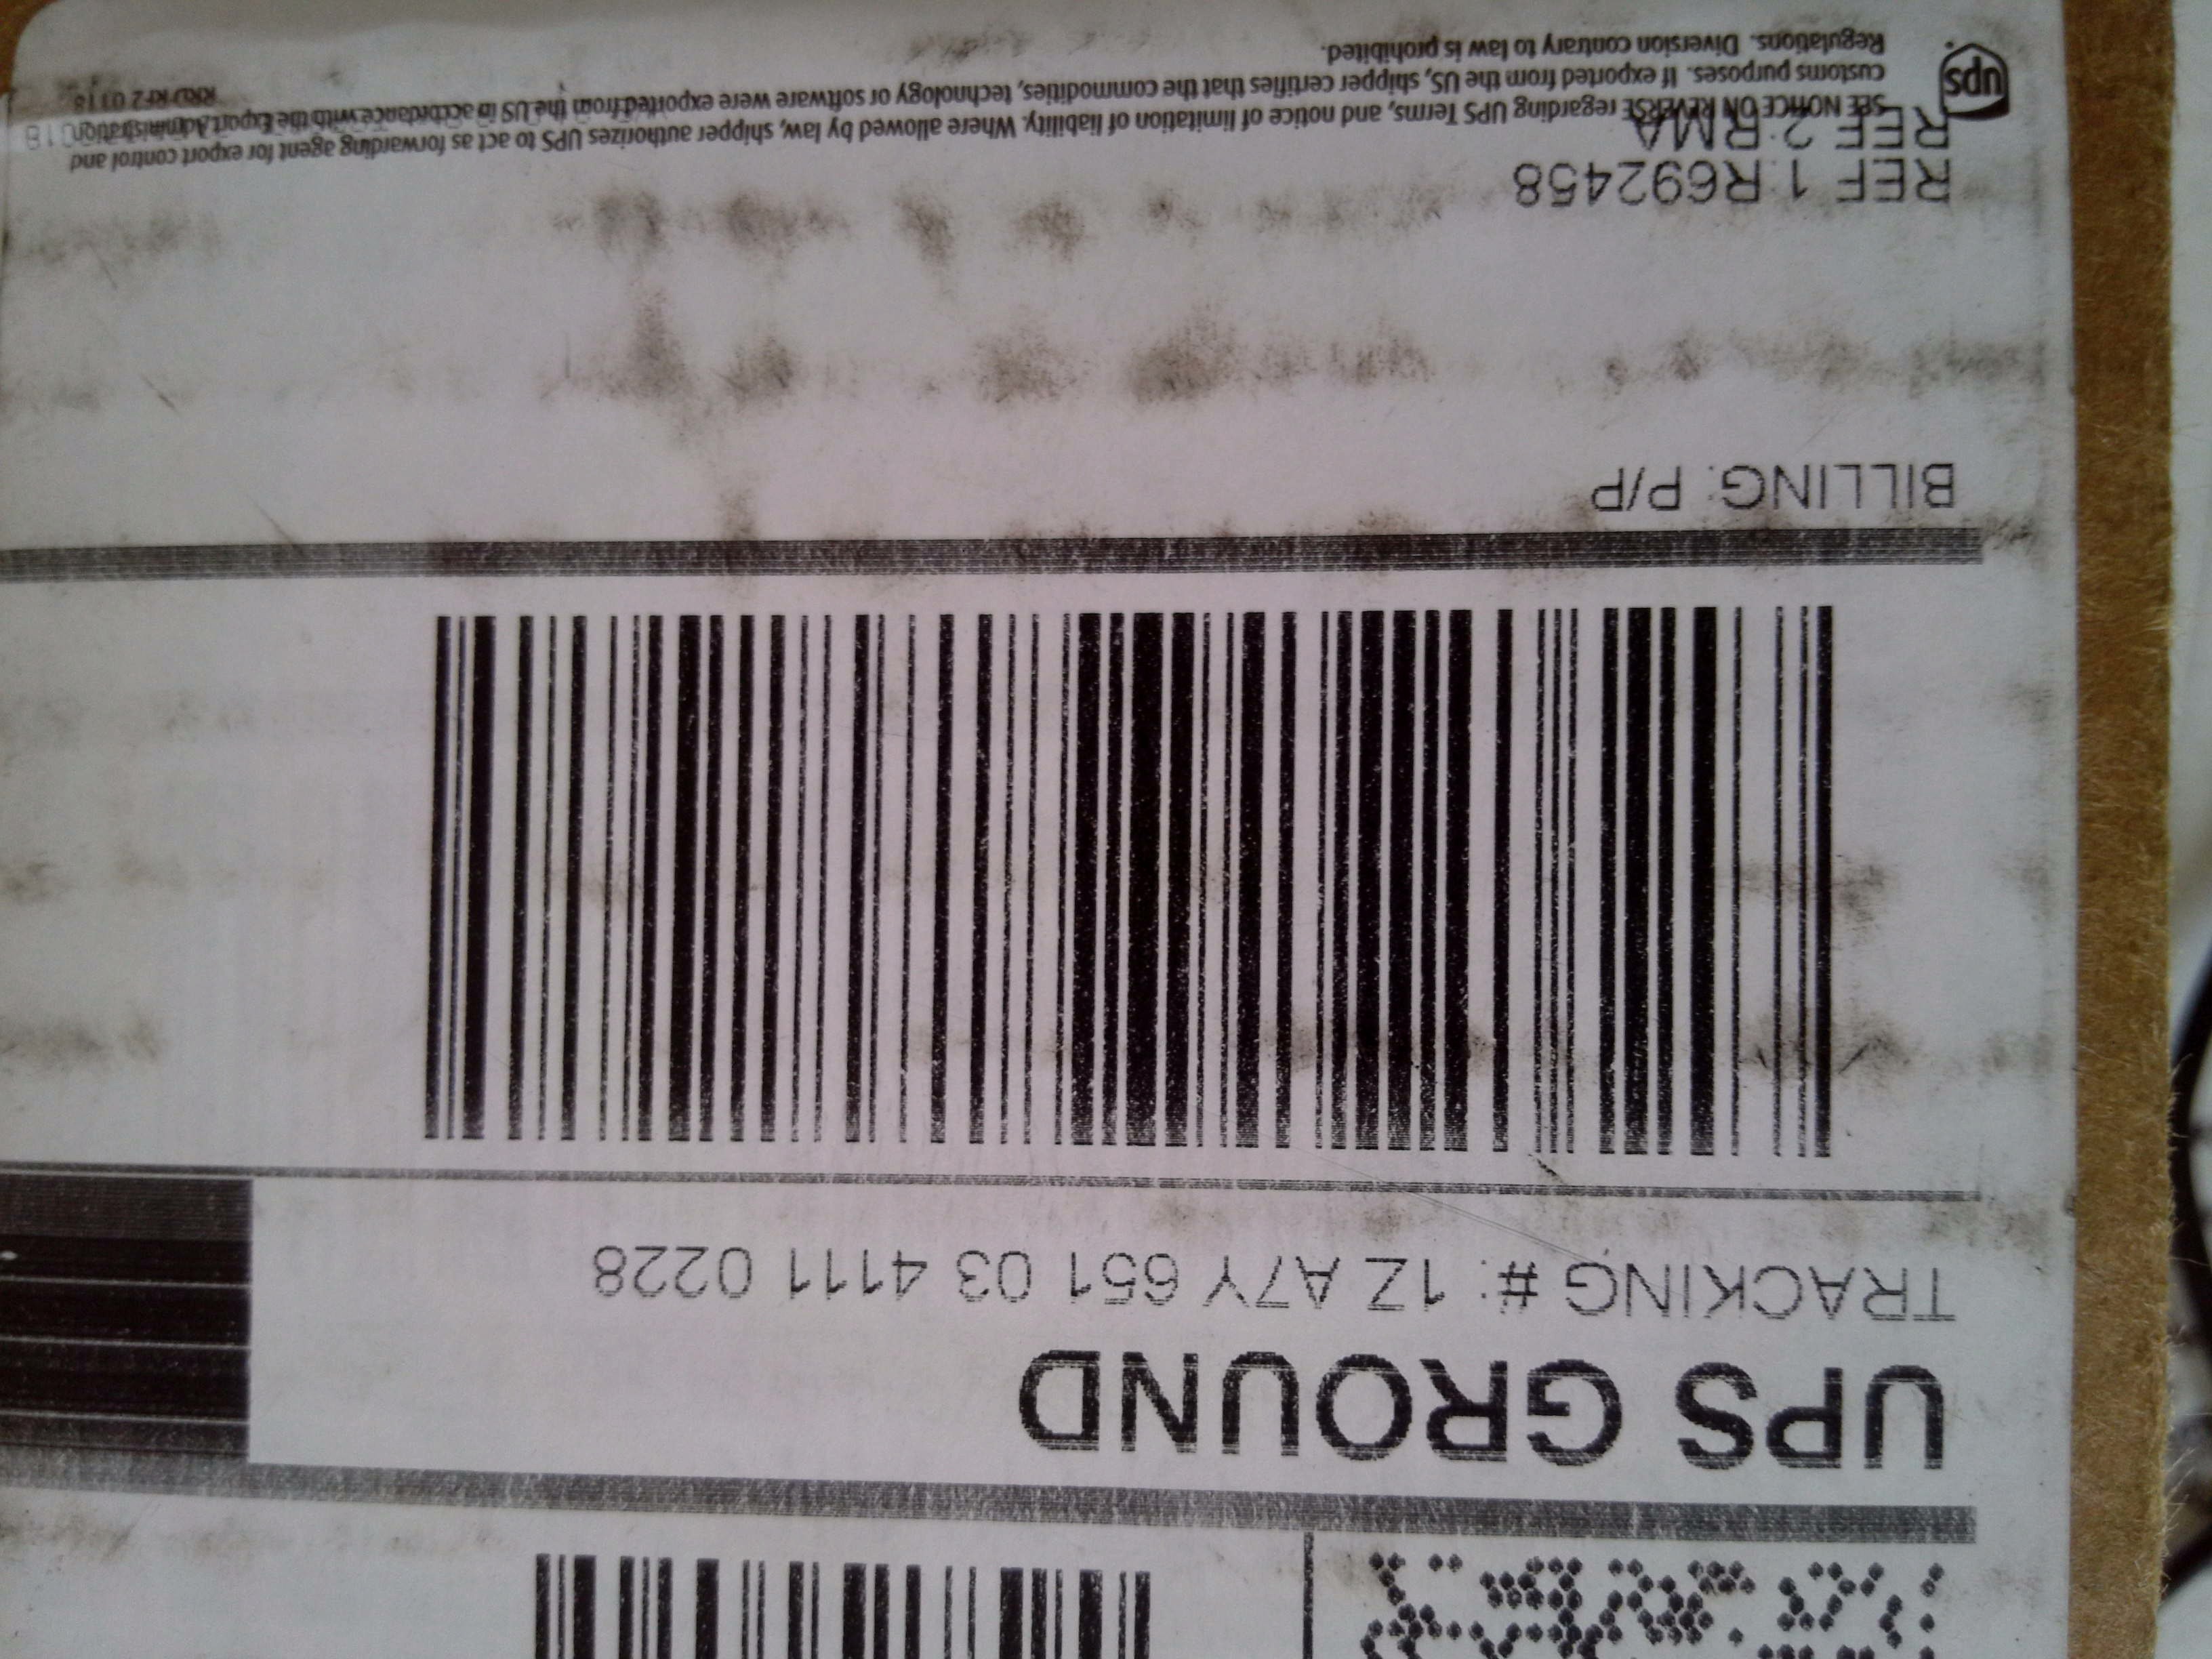 UPS GROUND
TRACKING #: 1Z A7Y 651 03 4111 0228
BILLING: P/P
REF 1:R692458
REF 2:RMA
ups
SEE NOTICE ON REVERSE regarding UPS Terms, and notice of limitation of liability. Where allowed by law, shipper authorizes UPS to act as forwarding agent for export control and
customs purposes. If exported from the US, shipper certifies that the commodities, technology or software were exported from the US in accordance with the Export Administration
Regulations. Diversion contrary to law is prohibited.
RRD RF2 0118